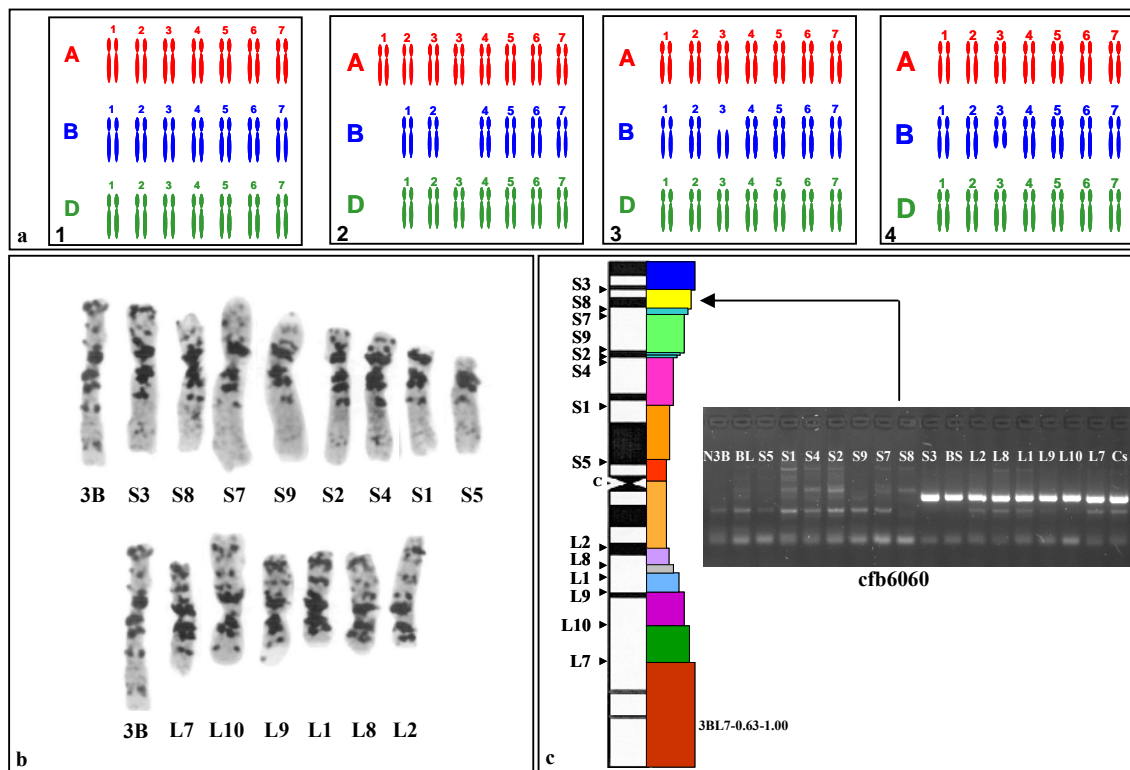 1 2 3 4 5 6 7
A
1 2 3 4 5 6 7
B
1 2 3 4 5 6 7
D
1
1 2 3 3 4 5 6 7
A
1 2 4 5 6 7
B
1 2 3 4 5 6 7
D
2
1 2 3 4 5 6 7
A
1 2 3 4 5 6 7
B
1 2 3 4 5 6 7
D
3
1 2 3 4 5 6 7
A
1 2 3 4 5 6 7
B
1 2 3 4 5 6 7
D
4
a
3B S3 S8 S7 S9 S2 S4 S1 S5
3B L7 L10 L9 L1 L8 L2
b
S3
S8
S7
S9
S2
S4
S1
S5
C
L2
L8
L1
L9
L10
L7
N3B BL S5 S1 S4 S2 S9 S7 S8 S3 BS L2 L8 L1 L9 L10 L7 Cs
cfb6060
3BL7-0.63-1.00
c